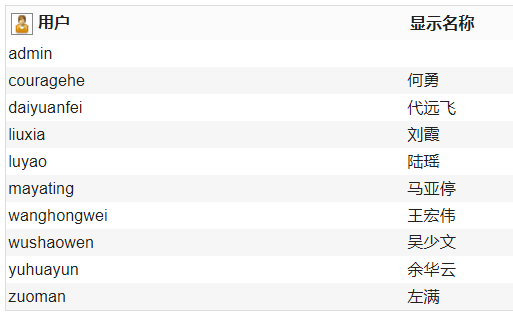 用户 显示名称
admin
couragehe 何勇
daiyuanfei 代远飞
liuxia 刘霞
luyao 陆瑶
mayating 马亚停
wanghongwei 王宏伟
wushaowen 吴少文
yuhuayun 余华云
zuoman 左满